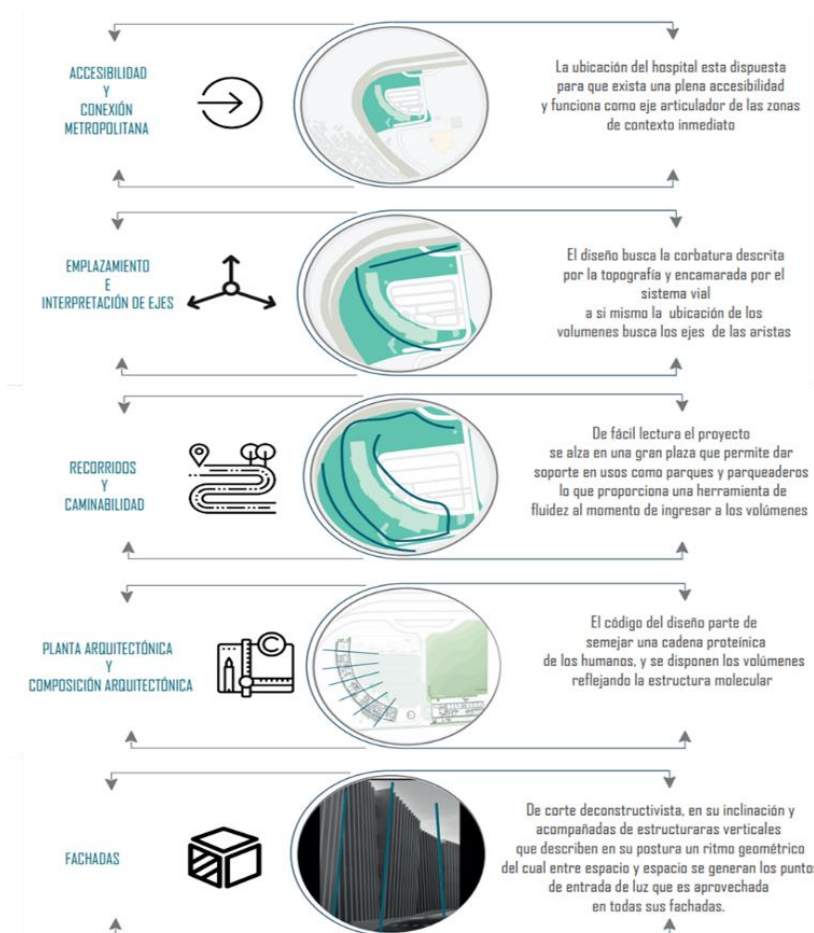 ACCESIBILIDAD
Y
CONEXIÓN
METROPOLITANA
La ubicación del hospital esta dispuesta
para que exista una plena accesibilidad
y funciona como eje articulador de las zonas
de contexto inmediato
EMPLAZAMIENTO
E
INTERPRETACIÓN DE EJES
El diseño busca la corbatura descrita
por la topografía y encamarada por el
sistema vial
a si mismo la ubicación de los
volumenes busca los ejes de las aristas
RECORRIDOS
Y
CAMINABILIDAD
De fácil lectura el proyecto
se alza en una gran plaza que permite dar
soporte en usos como parques y parqueaderos
lo que proporciona una herramienta de
fluidez al momento de ingresar a los volúmenes
PLANTA ARQUITECTÓNICA
Y
COMPOSICIÓN ARQUITECTÓNICA
El código del diseño parte de
semejar una cadena proteínica
de los humanos, y se disponen los volúmenes
reflejando la estructura molecular
FACHADAS
De corte deconstructivista, en su inclinación y
acompañadas de estructuraras verticales
que describen en su postura un ritmo geométrico
del cual entre espacio y espacio se generan los puntos
de entrada de luz que es aprovechada
en todas sus fachadas.